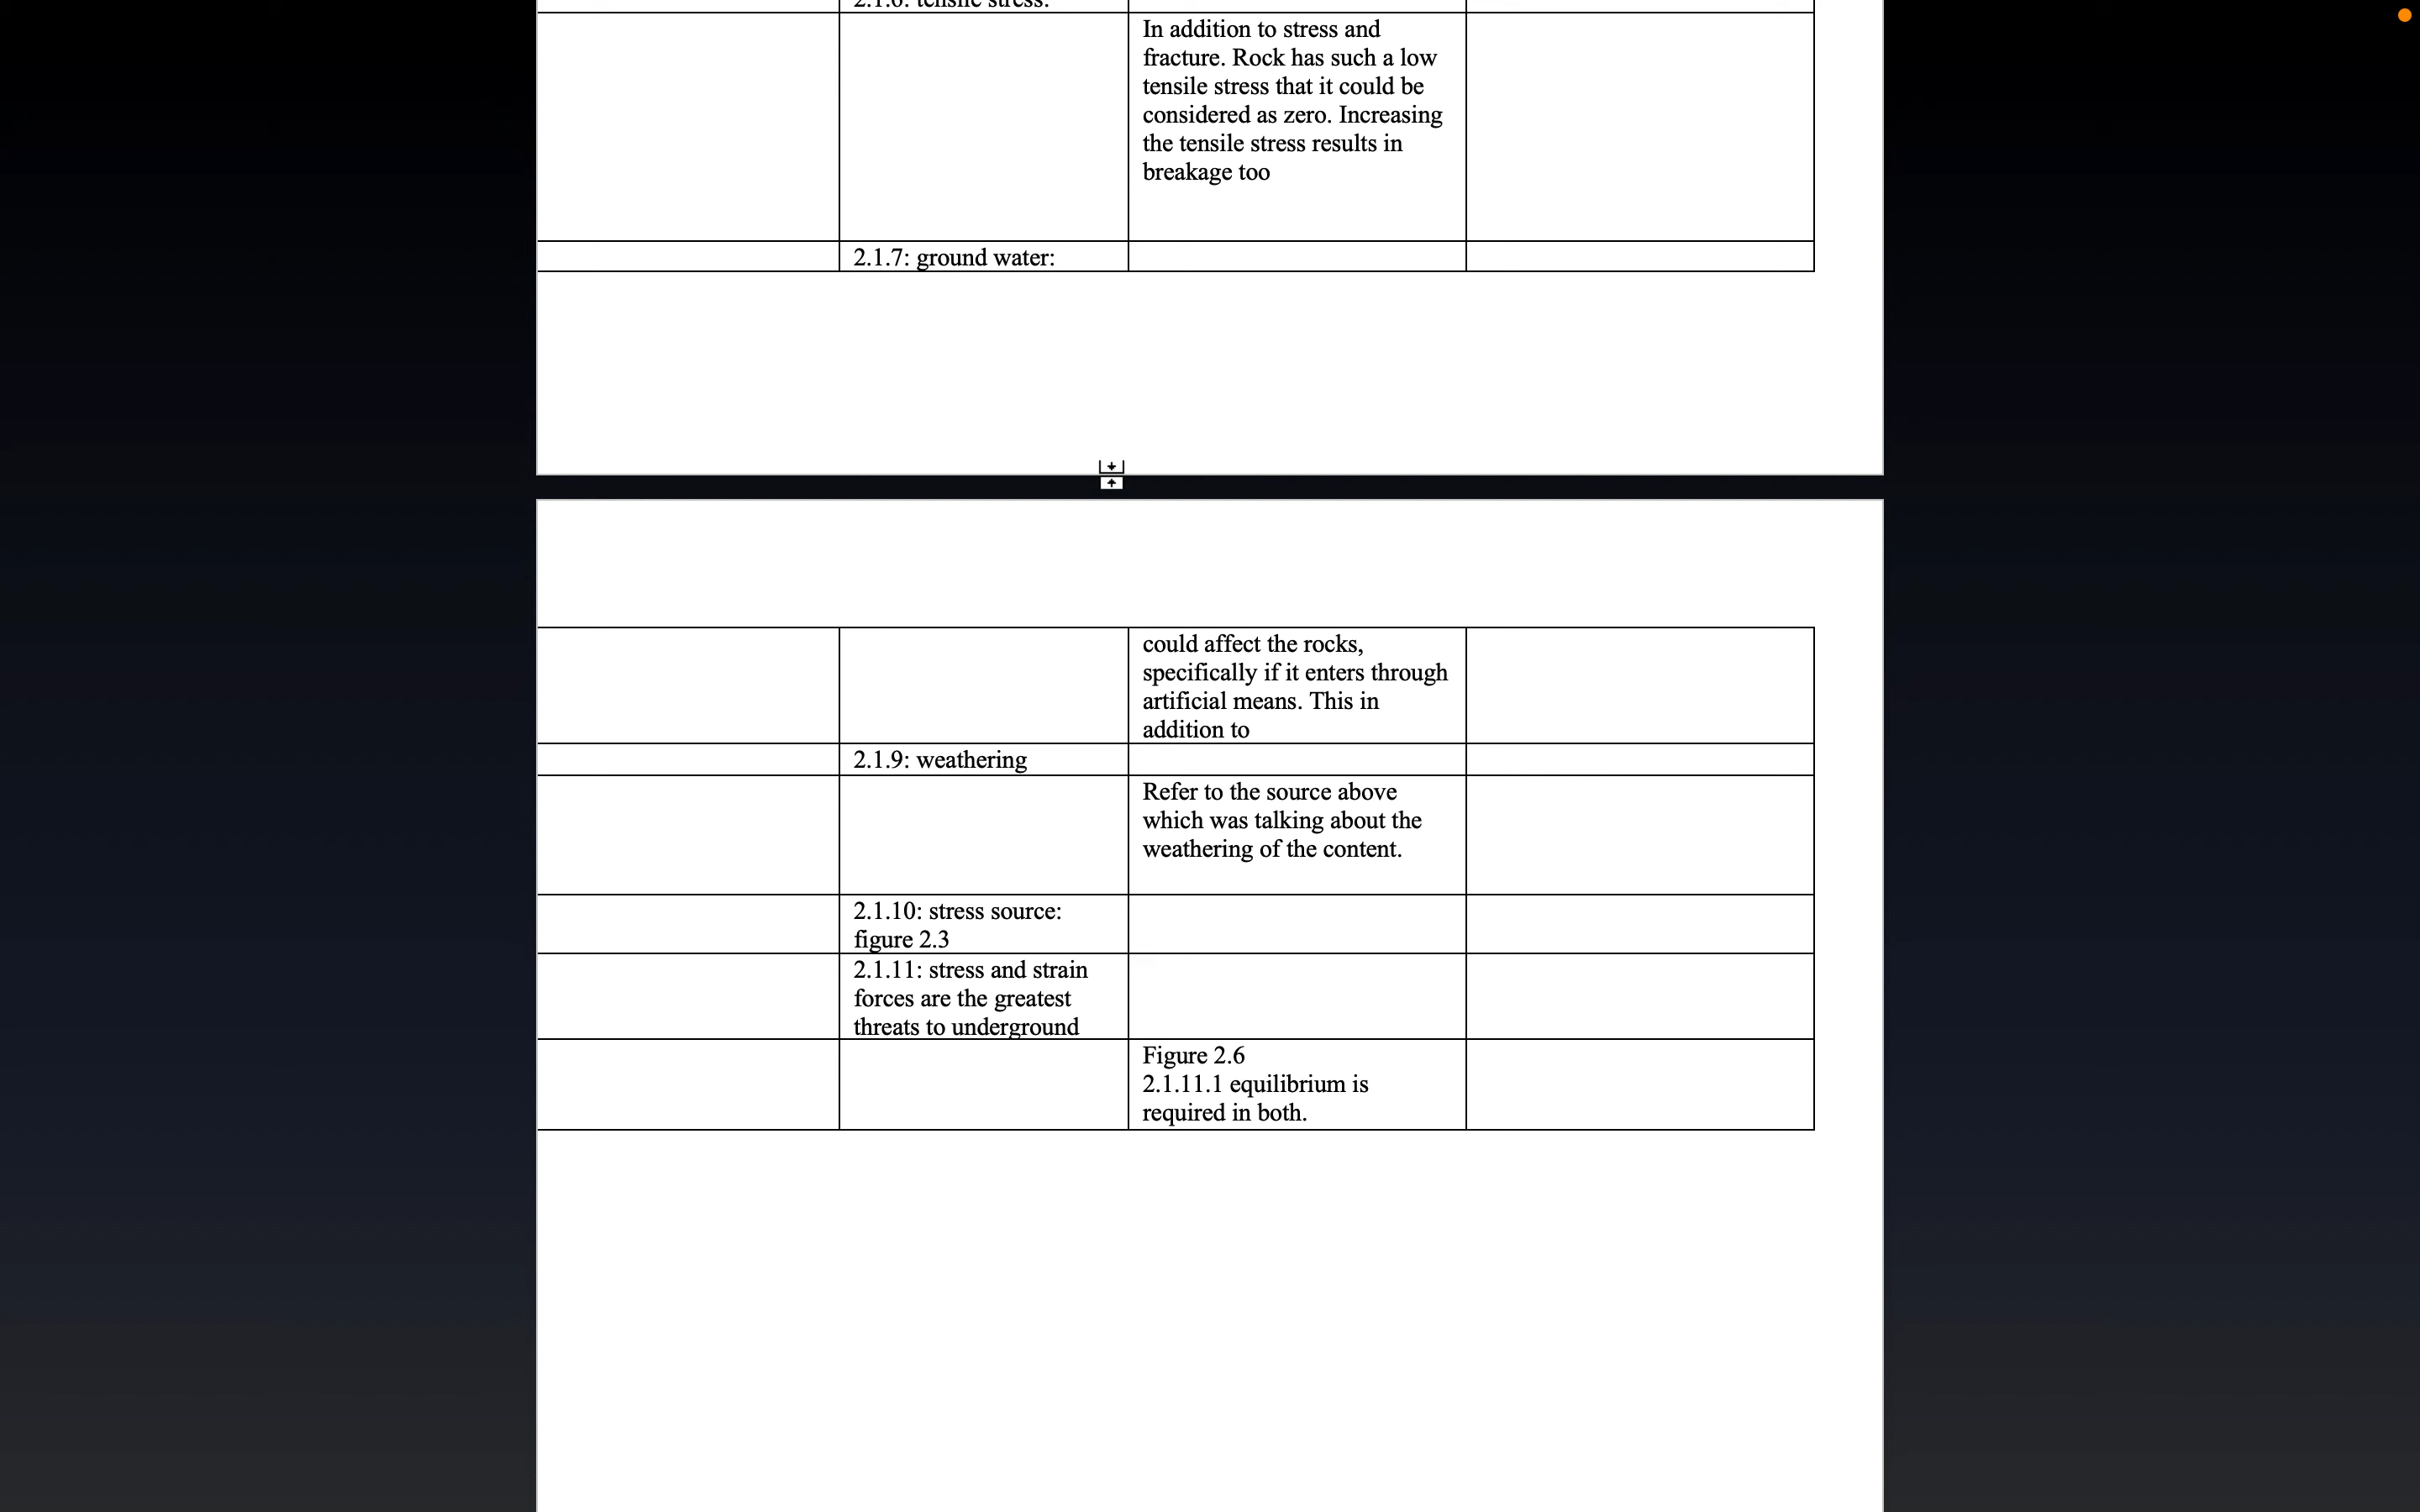 2.1.6: tensile stress:
In addition to stress and
fracture. Rock has such a low
tensile stress that it could be
considered as zero. Increasing
the tensile stress results in
breakage too
2.1.7: ground water:
could affect the rocks,
specifically if it enters through
artificial means. This in
addition to
2.1.9: weathering
Refer to the source above
which was talking about the
weathering of the content.
2.1.10: stress source:
figure 2.3
2.1.11: stress and strain
forces are the greatest
threats to underground
Figure 2.6
2.1.11.1 equilibrium is
required in both.